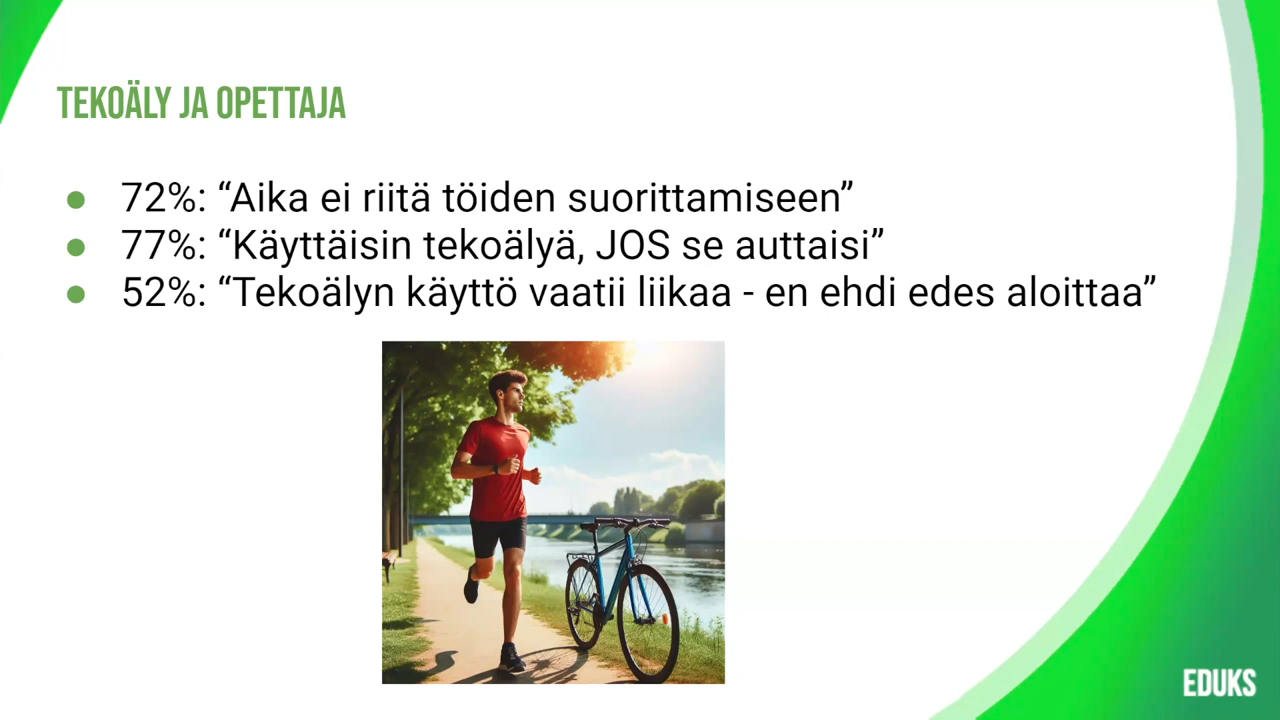 TEKOÄLY JA OPETTAJA
● 72%: “Aika ei riitä töiden suorittamiseen”
● 77%: “Käyttäisin tekoälyä, JOS se auttaisi”
● 52%: “Tekoälyn käyttö vaatii liikaa - en ehdi edes aloittaa”
EDUKS